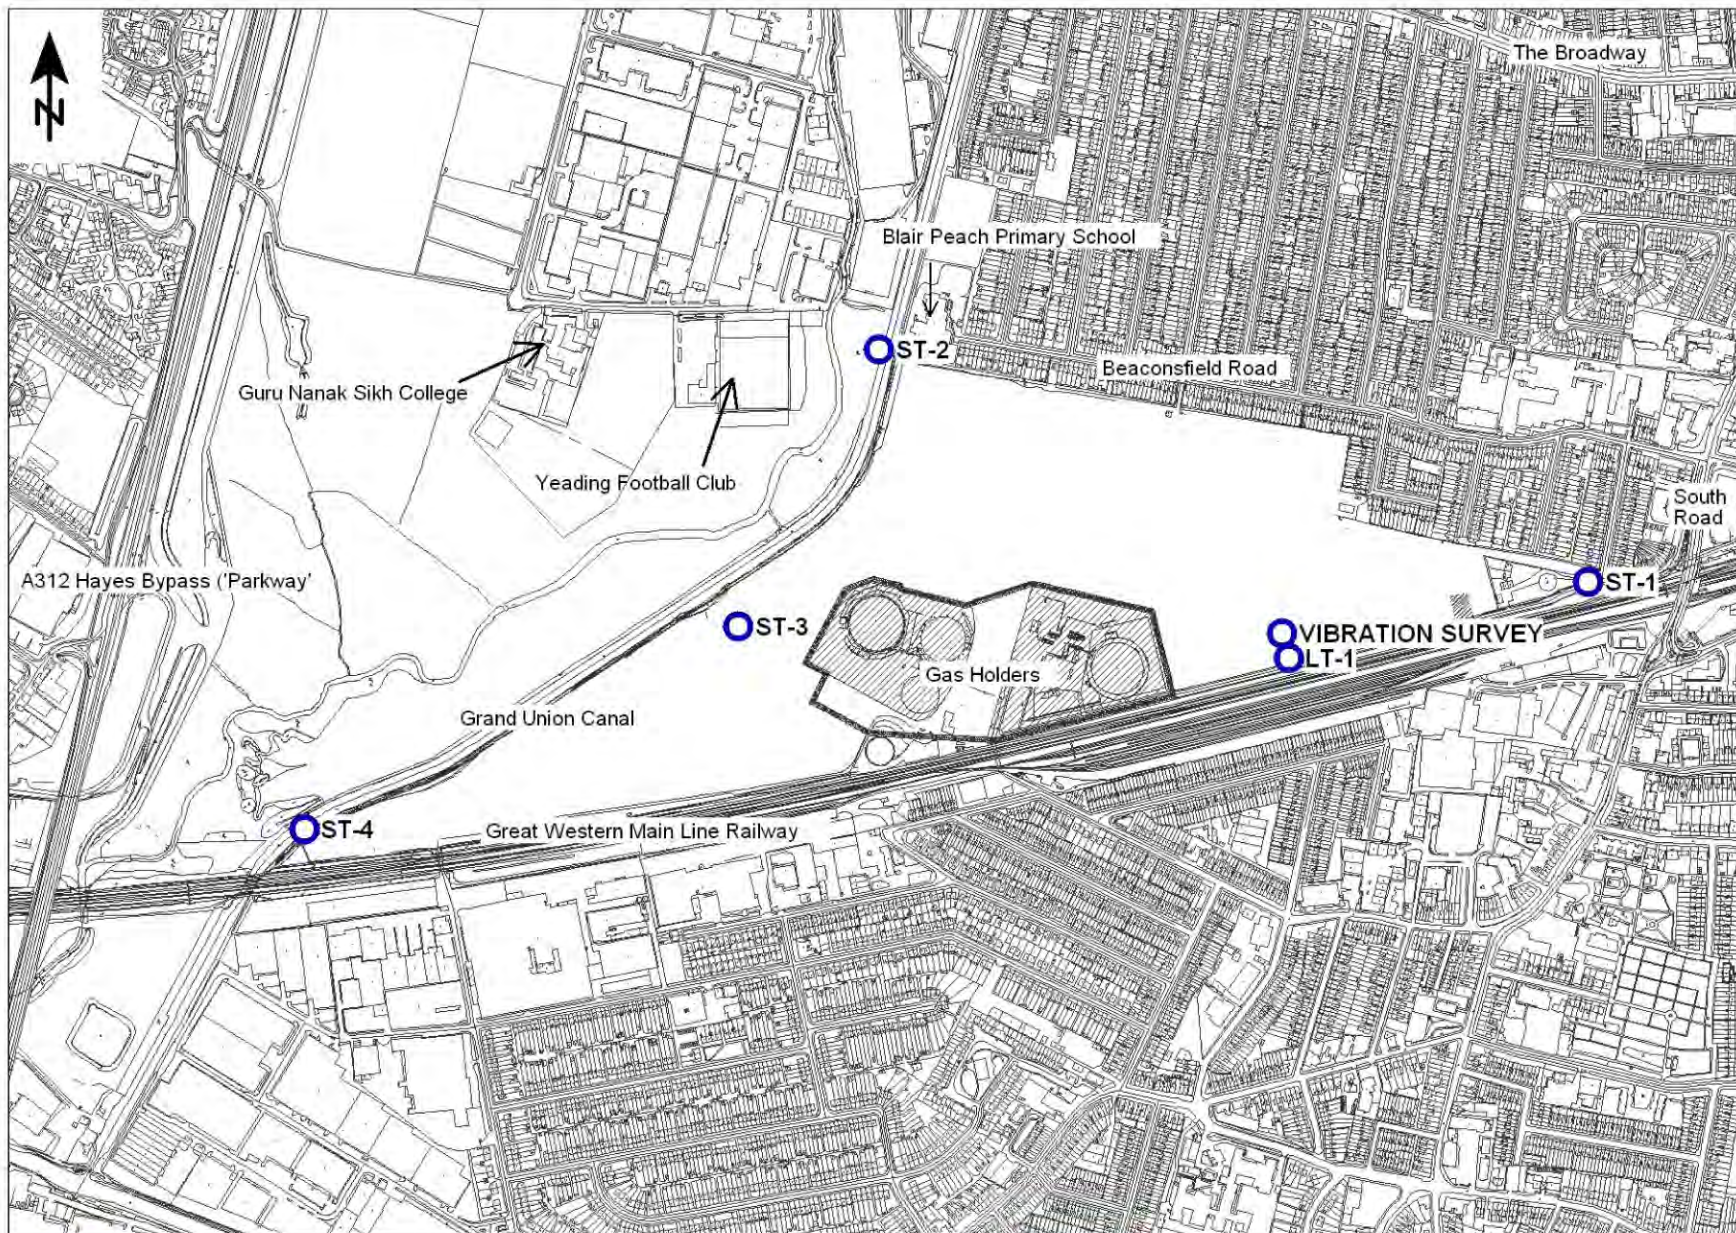 The Broadway
N
Blair Peach Primary School
ST-2
Beaconsfield Road
Guru Nanak Sikh College
Yeading Football Club
South
Road
A312 Hayes Bypass ('Parkway'
ST-1
ST-3
VIBRATION SURVEY
LT-1
Gas Holders
Grand Union Canal
ST-4
Great Western Main Line Railway